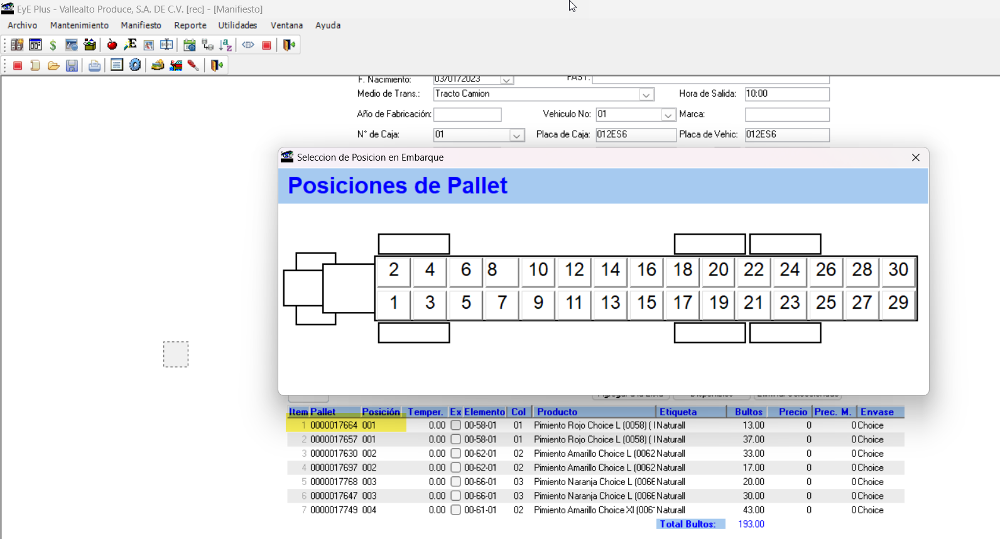 EyE Plus - Vallealto Produce, S.A. DE C.V. [rec] - [Manifiesto]
Archivo Mantenimiento Manifiesto Reporte Utilidades Ventana Ayuda
F. Nacimiento: 03/01/2023 FAST:
Medio de Trans.: Tracto Camion Hora de Salida: 10:00
Año de Fabricación: Vehiculo No: 01 Marca:
N° de Caja: 01 Placa de Caja: 012ES6 Placa de Vehic: 012ES6
Seleccion de Posicion en Embarque
Posiciones de Pallet
2 4 6 8 10 12 14 16 18 20 22 24 26 28 30
1 3 5 7 9 11 13 15 17 19 21 23 25 27 29
Item Pallet Posición Temper. Ex Elemento Col Producto Etiqueta Bultos Precio Prec. M. Envase
1 0000017664 001 0.00 00-58-01 01 Pimiento Rojo Choice L (0058) ( I Naturall 13.00 0 0 Choice
2 0000017657 001 0.00 00-58-01 01 Pimiento Rojo Choice L (0058) ( I Naturall 37.00 0 0 Choice
3 0000017630 002 0.00 00-62-01 02 Pimiento Amarillo Choice L (0062 Naturall 33.00 0 0 Choice
4 0000017697 002 0.00 00-62-01 02 Pimiento Amarillo Choice L (0062 Naturall 17.00 0 0 Choice
5 0000017768 003 0.00 00-66-01 03 Pimiento Naranja Choice L (006 Naturall 20.00 0 0 Choice
6 0000017647 003 0.00 00-66-01 03 Pimiento Naranja Choice L (006 Naturall 30.00 0 0 Choice
7 0000017749 004 0.00 00-61-01 02 Pimiento Amarillo Choice Xl (006 Naturall 43.00 0 0 Choice
Total Bultos: 193.00